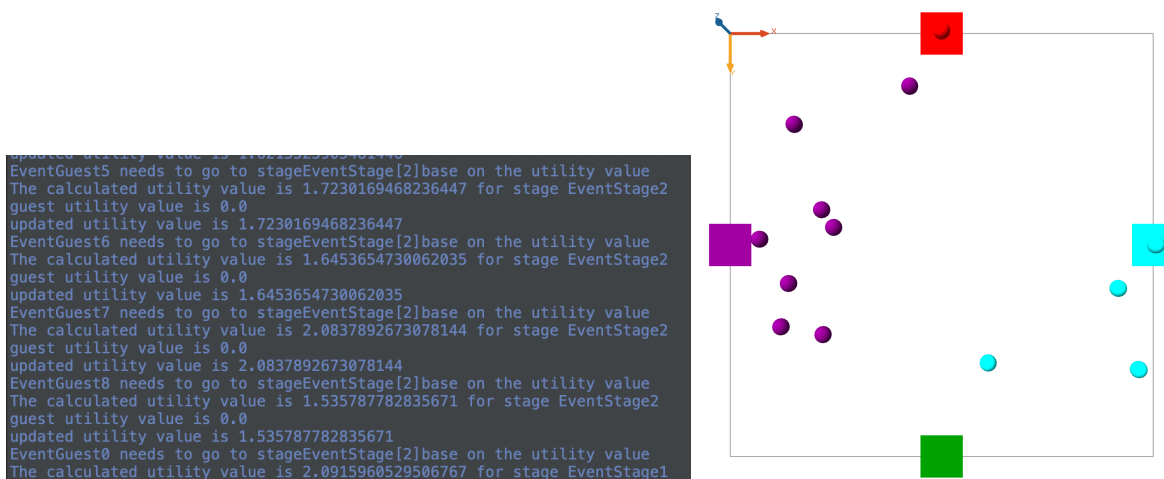 updated utility value is
EventGuest5 needs to go to stageEventStage[2]base on the utility value
The calculated utility value is 1.7230169468236447 for stage EventStage2
guest utility value is 0.0
updated utility value is 1.7230169468236447
EventGuest6 needs to go to stageEventStage[2]base on the utility value
The calculated utility value is 1.6453654730062035 for stage EventStage2
guest utility value is 0.0
updated utility value is 1.6453654730062035
EventGuest7 needs to go to stageEventStage[2]base on the utility value
The calculated utility value is 2.0837892673078144 for stage EventStage2
guest utility value is 0.0
updated utility value is 2.0837892673078144
EventGuest8 needs to go to stageEventStage[2]base on the utility value
The calculated utility value is 1.535787782835671 for stage EventStage2
guest utility value is 0.0
updated utility value is 1.535787782835671
EventGuest0 needs to go to stageEventStage[2]base on the utility value
The calculated utility value is 2.0915960529506767 for stage EventStage1
z
x